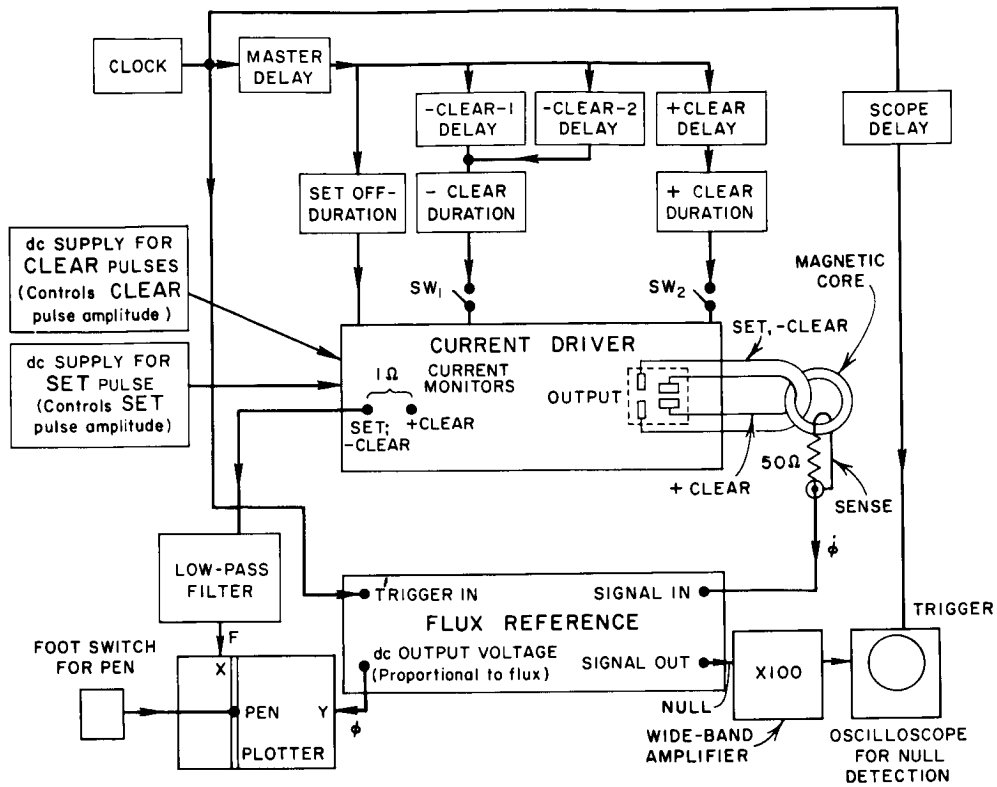 CLOCK
MASTER
DELAY
-CLEAR-1
DELAY
-CLEAR-2
DELAY
+CLEAR
DELAY
SCOPE
DELAY
SET OFF-
DURATION
- CLEAR
DURATION
+ CLEAR
DURATION
dc SUPPLY FOR
CLEAR PULSES
(Controls CLEAR
pulse amplitude)
SW1
SW2
MAGNETIC
CORE
SET,-CLEAR
dc SUPPLY FOR
SET PULSE
(Controls SET
pulse amplitude)
CURRENT DRIVER
1Ω CURRENT
MONITORS
OUTPUT
SET;
-CLEAR
+CLEAR
50Ω
+ CLEAR
SENSE
φ̇
LOW-PASS
FILTER
TRIGGER IN
SIGNAL IN
FLUX REFERENCE
dc OUTPUT VOLTAGE
(Proportional to flux)
SIGNAL OUT
TRIGGER
F
FOOT SWITCH
FOR PEN
X
PEN
Y
PLOTTER
φ
NULL
X100
WIDE-BAND
AMPLIFIER
OSCILLOSCOPE
FOR NULL
DETECTION